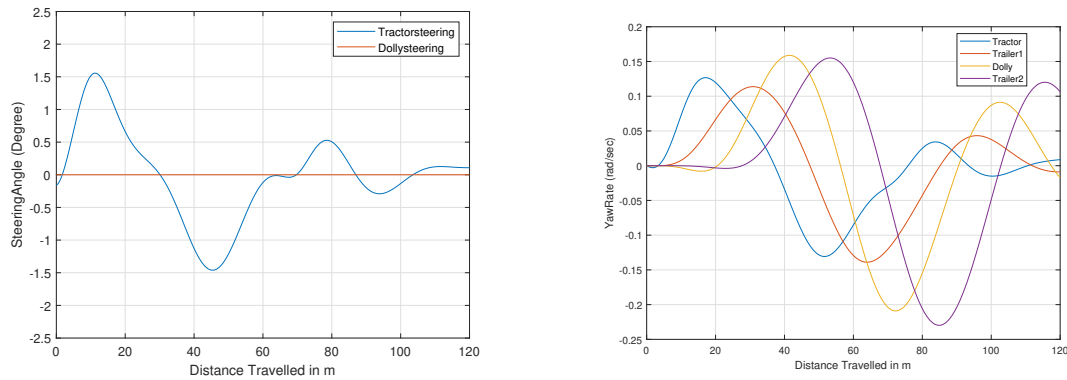 2.5
2
1.5
1
0.5
0
-0.5
-1
-1.5
-2
-2.5
SteeringAngle (Degree)
Tractorsteering
Dollysteering
0 20 40 60 80 100 120
Distance Travelled in m
0.2
0.15
0.1
0.05
0
-0.05
-0.1
-0.15
-0.2
-0.25
YawRate (rad/sec)
Tractor
Trailer1
Dolly
Trailer2
0 20 40 60 80 100 120
Distance Travelled in m